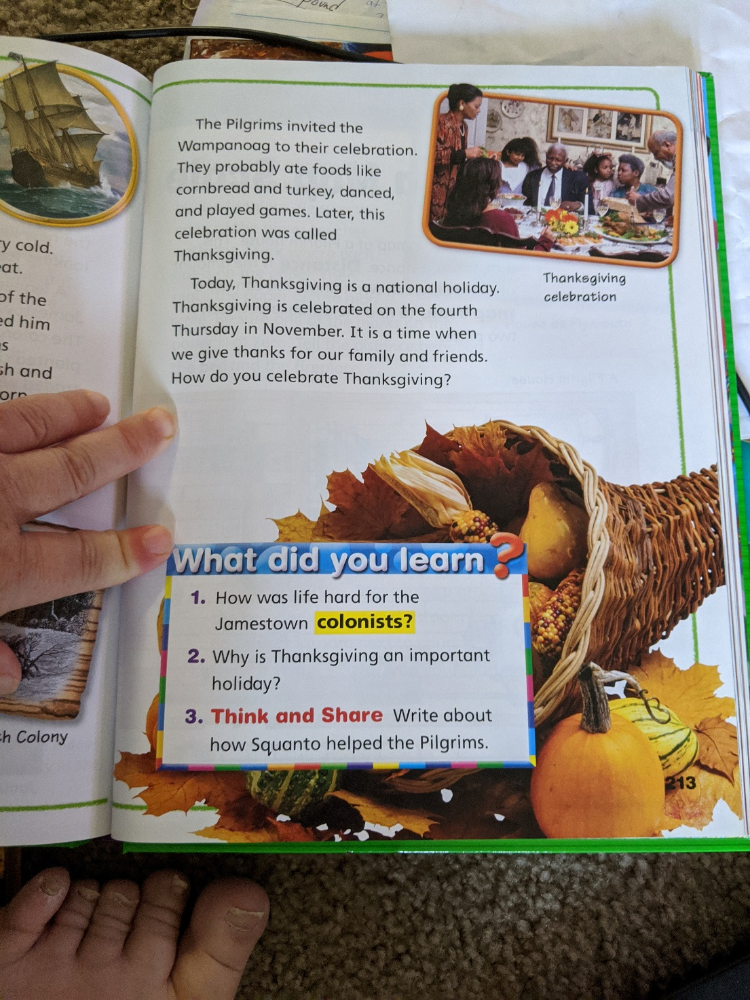 pound
y cold.
at.
of the
ed him
s
sh and
orn
h Colony
The Pilgrims invited the
Wampanoag to their celebration.
They probably ate foods like
cornbread and turkey, danced,
and played games. Later, this
celebration was called
Thanksgiving.
Today, Thanksgiving is a national holiday.
Thanksgiving is celebrated on the fourth
Thursday in November. It is a time when
we give thanks for our family and friends.
How do you celebrate Thanksgiving?
Thanksgiving
celebration
What did you learn?
1. How was life hard for the
Jamestown colonists?
2. Why is Thanksgiving an important
holiday?
3. Think and Share Write about
how Squanto helped the Pilgrims.
213